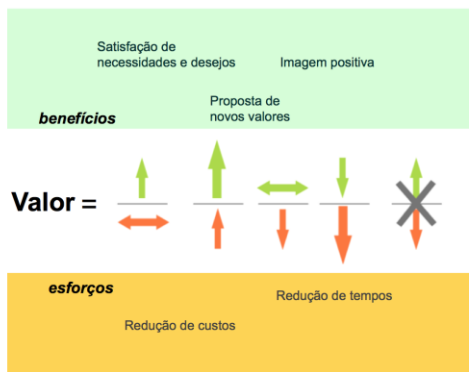 Satisfação de
necessidades e desejos
Imagem positiva
Proposta de
novos valores
benefícios
Valor =
esforços
Redução de tempos
Redução de custos